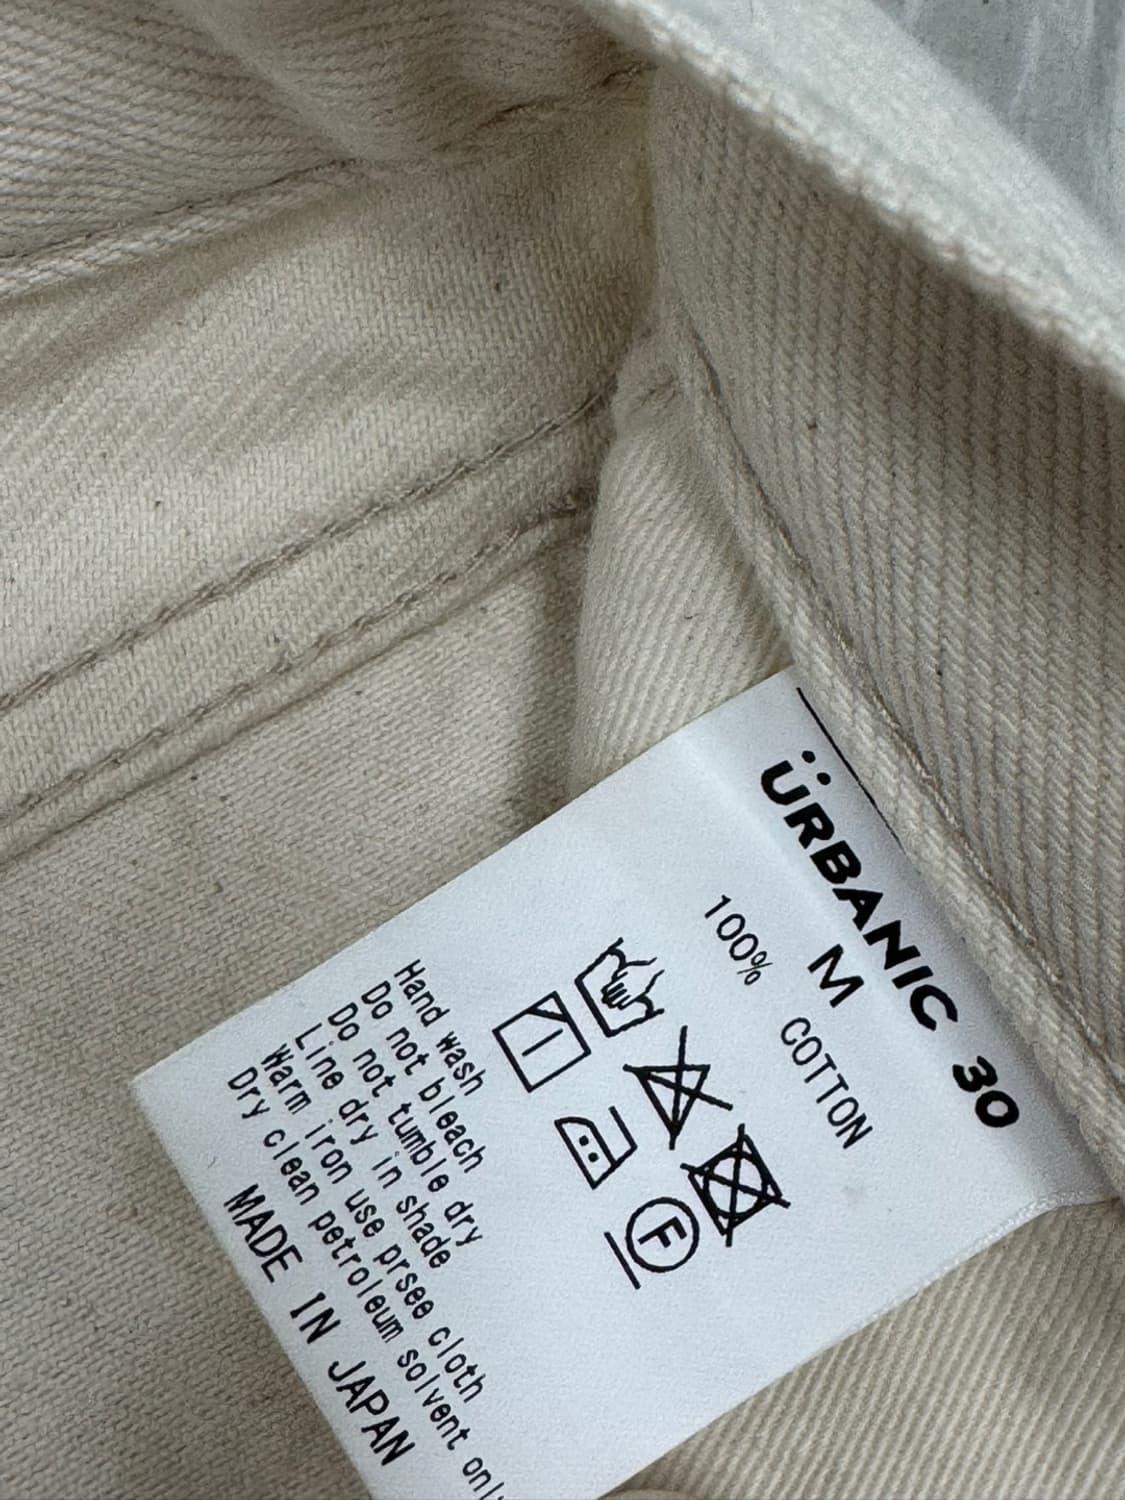 ÜRBANIC 30
M
100% COTTON
F
Hand wash
Do not bleach
Do not tumble dry
Line dry in shade
Warm iron use prsee cloth
Dry clean petroleum solvent only
MADE IN JAPAN